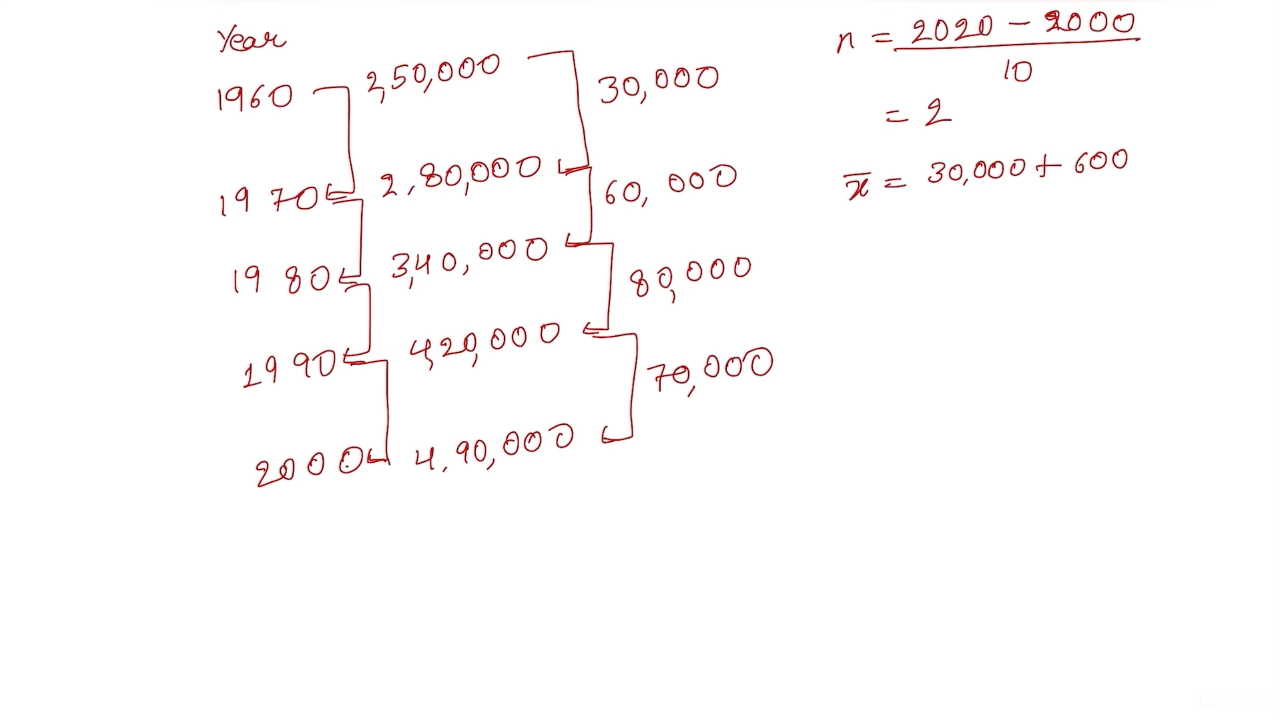 Year
1960 2,50,000 30,000
1970 2,80,000 60,000
1980 3,40,000 80,000
1990 4,20,000 70,000
2000 4,90,000
n = 2020 - 2000
10
= 2
x̄ = 30,000 + 600